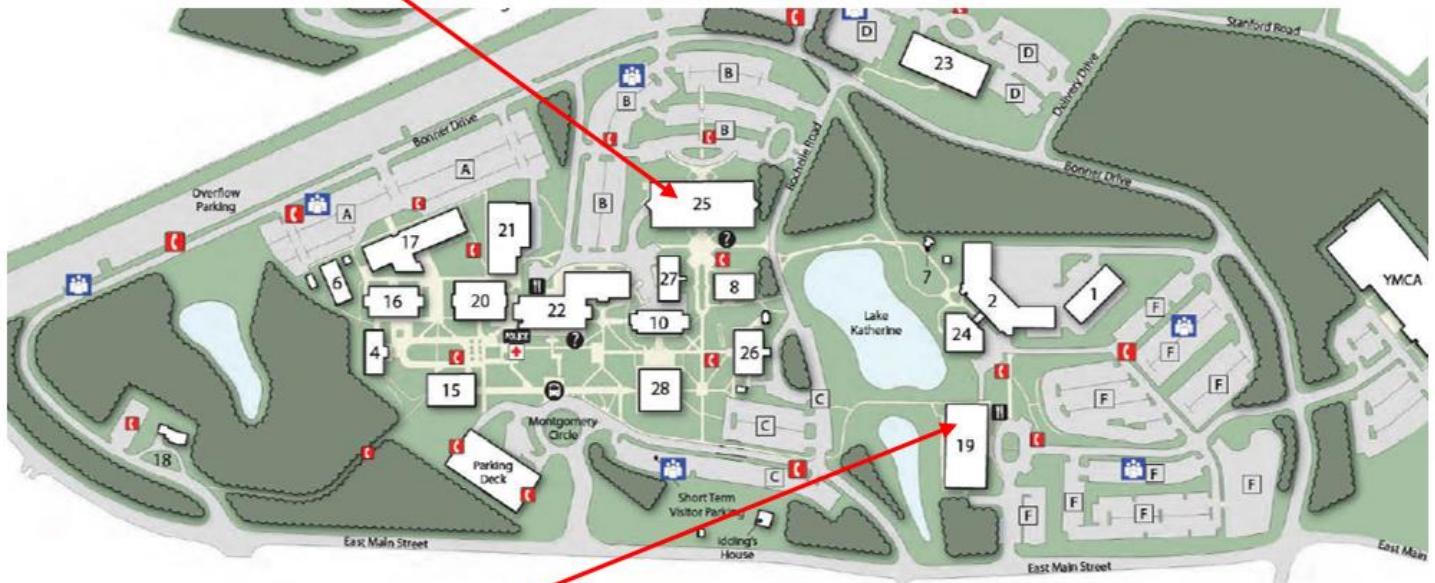 Stanford Road
D
23
D
D
Delivery Drive
B
B
B
Bonner Drive
A
Rochelle Road
Bonner Drive
Overflow
Parking
A
B
25
21
17
?
6
27
8
7
2
1
YMCA
16
20
22
10
Lake
Katherine
F
F
24
POLICE
?
4
26
F
F
15
28
C
F
F
Montgomery
Circle
C
19
18
Parking
Deck
C
F
F
Short Term
Visitor Parking
F
F
F
Idding's
House
East Main Street
East Main Street
East Main